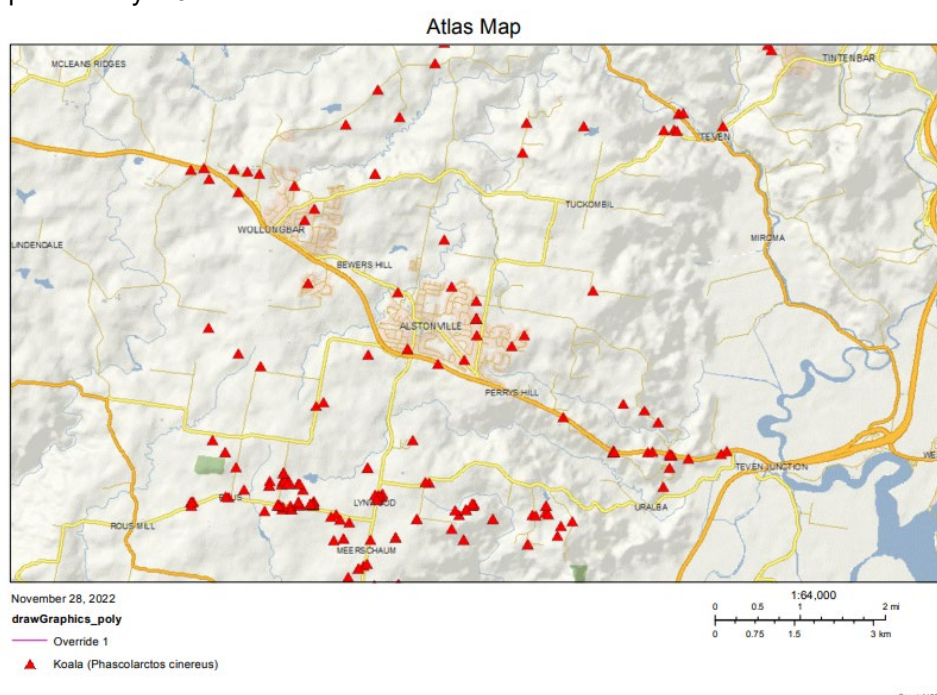 Atlas Map
MCLEANS RIDGES
TINTENBAR
TEVEN
TUCKOMBIL
WOLLONGBAR
MIROMA
LINDENDALE
BEWERS HILL
ALSTONVILLE
PERRYS HILL
TEVEN JUNCTION
WE
LYNWOOD
URALBA
ROUS MILL
MEERSCHAUM
November 28, 2022
drawGraphics_poly
Override 1
Koala (Phascolarctos cinereus)
1:64,000
0 0.5 1 2 mi
0 0.75 1.5 3 km